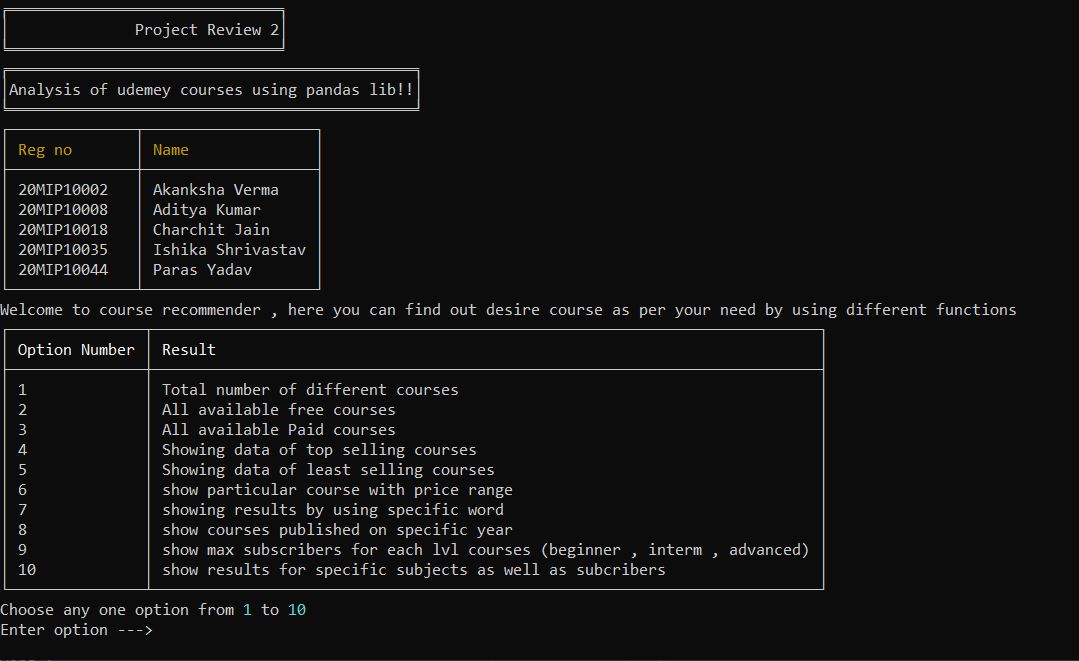 Project Review 2
Analysis of udemey courses using pandas lib!!
Reg no Name
20MIP10002 Akanksha Verma
20MIP10008 Aditya Kumar
20MIP10018 Charchit Jain
20MIP10035 Ishika Shrivastav
20MIP10044 Paras Yadav
Welcome to course recommender , here you can find out desire course as per your need by using different functions
Option Number Result
1 Total number of different courses
2 All available free courses
3 All available Paid courses
4 Showing data of top selling courses
5 Showing data of least selling courses
6 show particular course with price range
7 showing results by using specific word
8 show courses published on specific year
9 show max subscribers for each lvl courses (beginner , interm , advanced)
10 show results for specific subjects as well as subcribers
Choose any one option from 1 to 10
Enter option --->